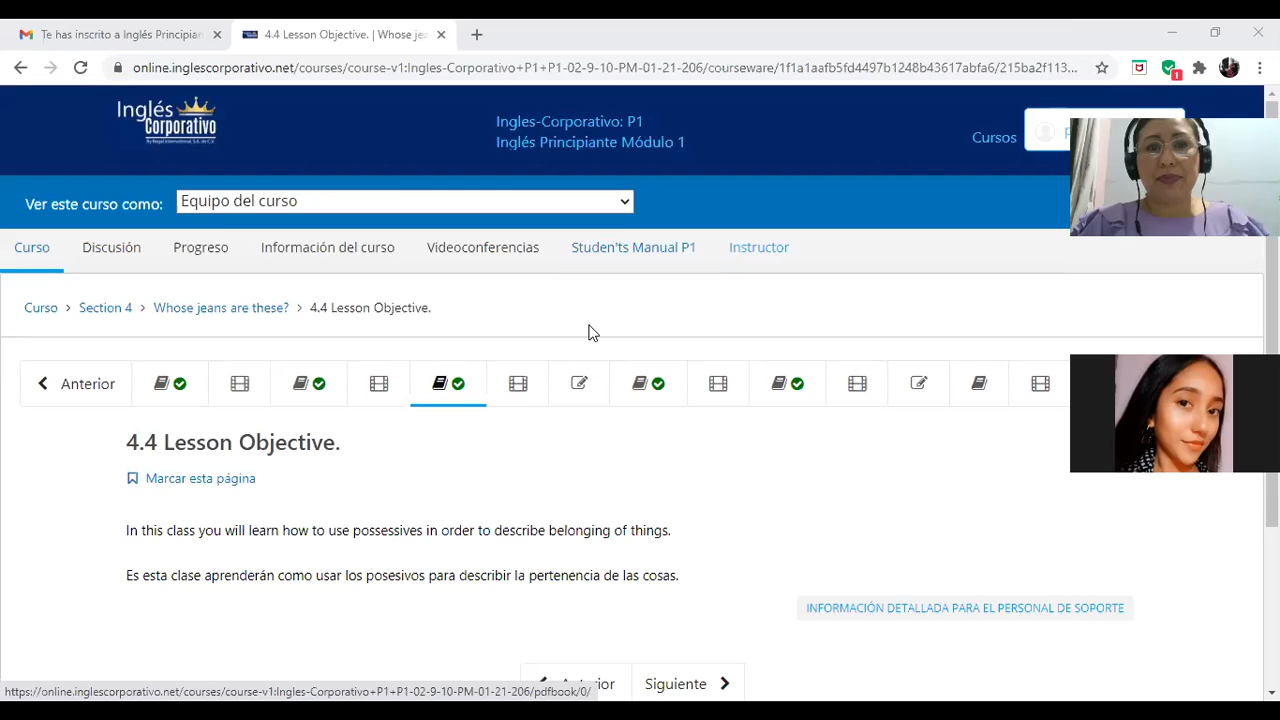 Te has inscrito a Inglés Principian
4.4 Lesson Objective. | Whose jea
online.inglescorporativo.net/courses/course-v1:Ingles-Corporativo+P1+P1-02-9-10-PM-01-21-206/courseware/1f1a1aafb5fd4497b1248b43617abfa6/215ba2f113...
1
Inglés
Corporativo
By Regal International, S.A. de C.V.
Ingles-Corporativo: P1
Inglés Principiante Módulo 1
Cursos
Ver este curso como:
Equipo del curso
Curso
Discusión
Progreso
Información del curso
Videoconferencias
Studen'ts Manual P1
Instructor
Curso > Section 4 > Whose jeans are these? > 4.4 Lesson Objective.
Anterior
4.4 Lesson Objective.
Marcar esta página
In this class you will learn how to use possessives in order to describe belonging of things.
Es esta clase aprenderán como usar los posesivos para describir la pertenencia de las cosas.
INFORMACIÓN DETALLADA PARA EL PERSONAL DE SOPORTE
Anterior
Siguiente
https://online.inglescorporativo.net/courses/course-v1:Ingles-Corporativo+P1+P1-02-9-10-PM-01-21-206/pdfbook/0/